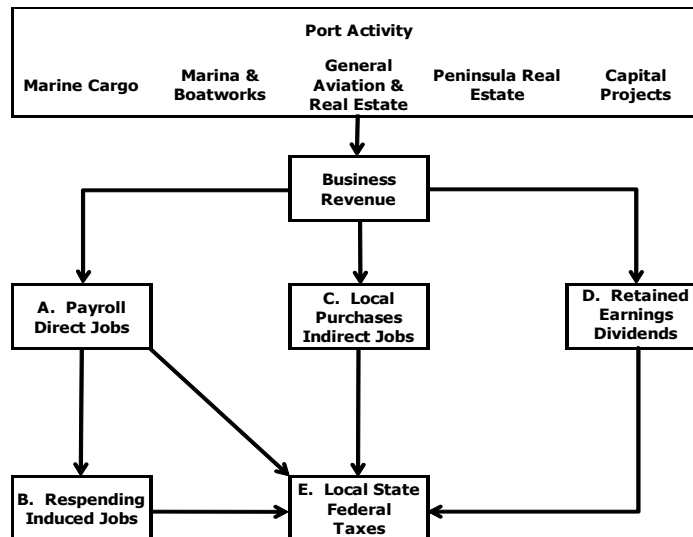 Port Activity
Marine Cargo
Marina &
Boatworks
General
Aviation &
Real Estate
Peninsula Real
Estate
Capital
Projects
Business
Revenue
A. Payroll
Direct Jobs
C. Local
Purchases
Indirect Jobs
D. Retained
Earnings
Dividends
B. Respending
Induced Jobs
E. Local State
Federal
Taxes